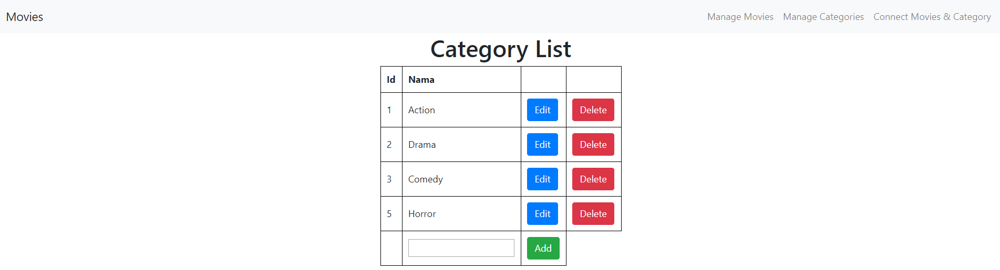 Movies Manage Movies Manage Categories Connect Movies & Category
Category List
Id Nama
1 Action Edit Delete
2 Drama Edit Delete
3 Comedy Edit Delete
5 Horror Edit Delete
Add